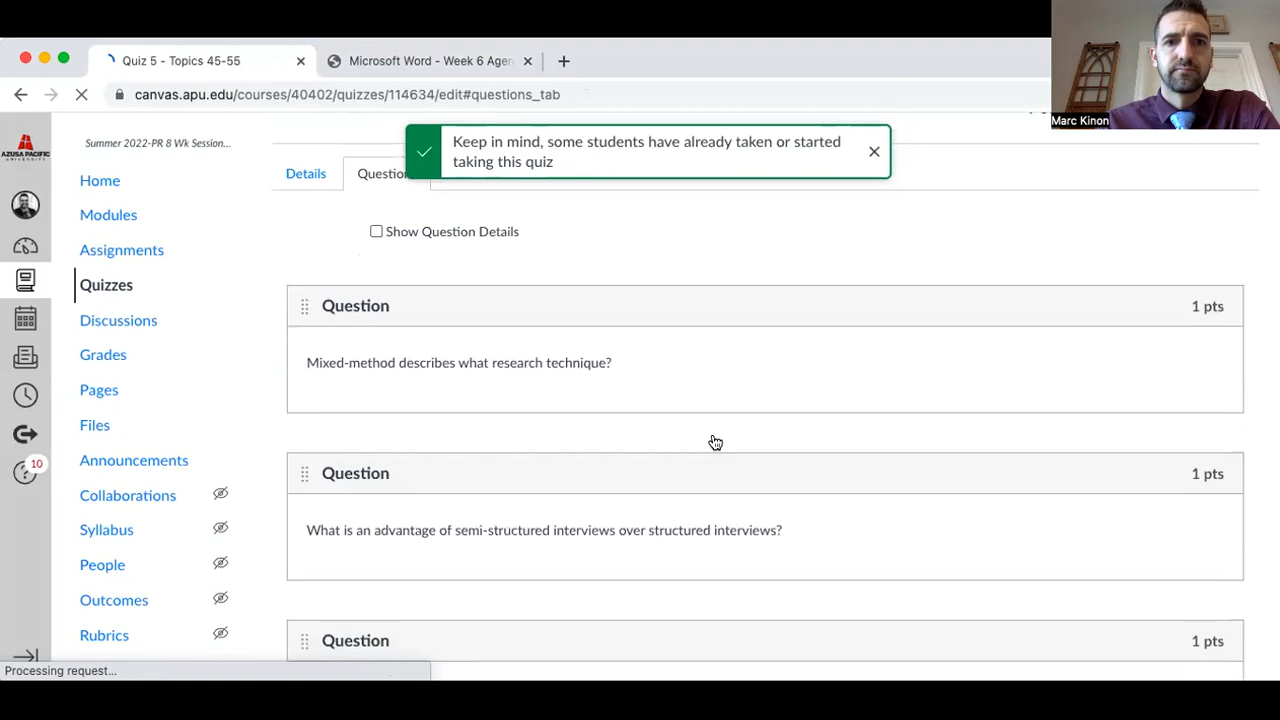 Marc Kinon
Quiz 5 - Topics 45-55
Microsoft Word - Week 6 Agen
canvas.apu.edu/courses/40402/quizzes/114634/edit#questions_tab
AZUSA PACIFIC
UNIVERSITY
Summer 2022-PR 8 Wk Session...
Keep in mind, some students have already taken or started
taking this quiz
Home
Modules
Assignments
Quizzes
Discussions
Grades
Pages
Files
Announcements
Collaborations
Syllabus
People
Outcomes
Rubrics
10
Details
Question
Show Question Details
Question 1 pts
Mixed-method describes what research technique?
Question 1 pts
What is an advantage of semi-structured interviews over structured interviews?
Question 1 pts
Processing request...